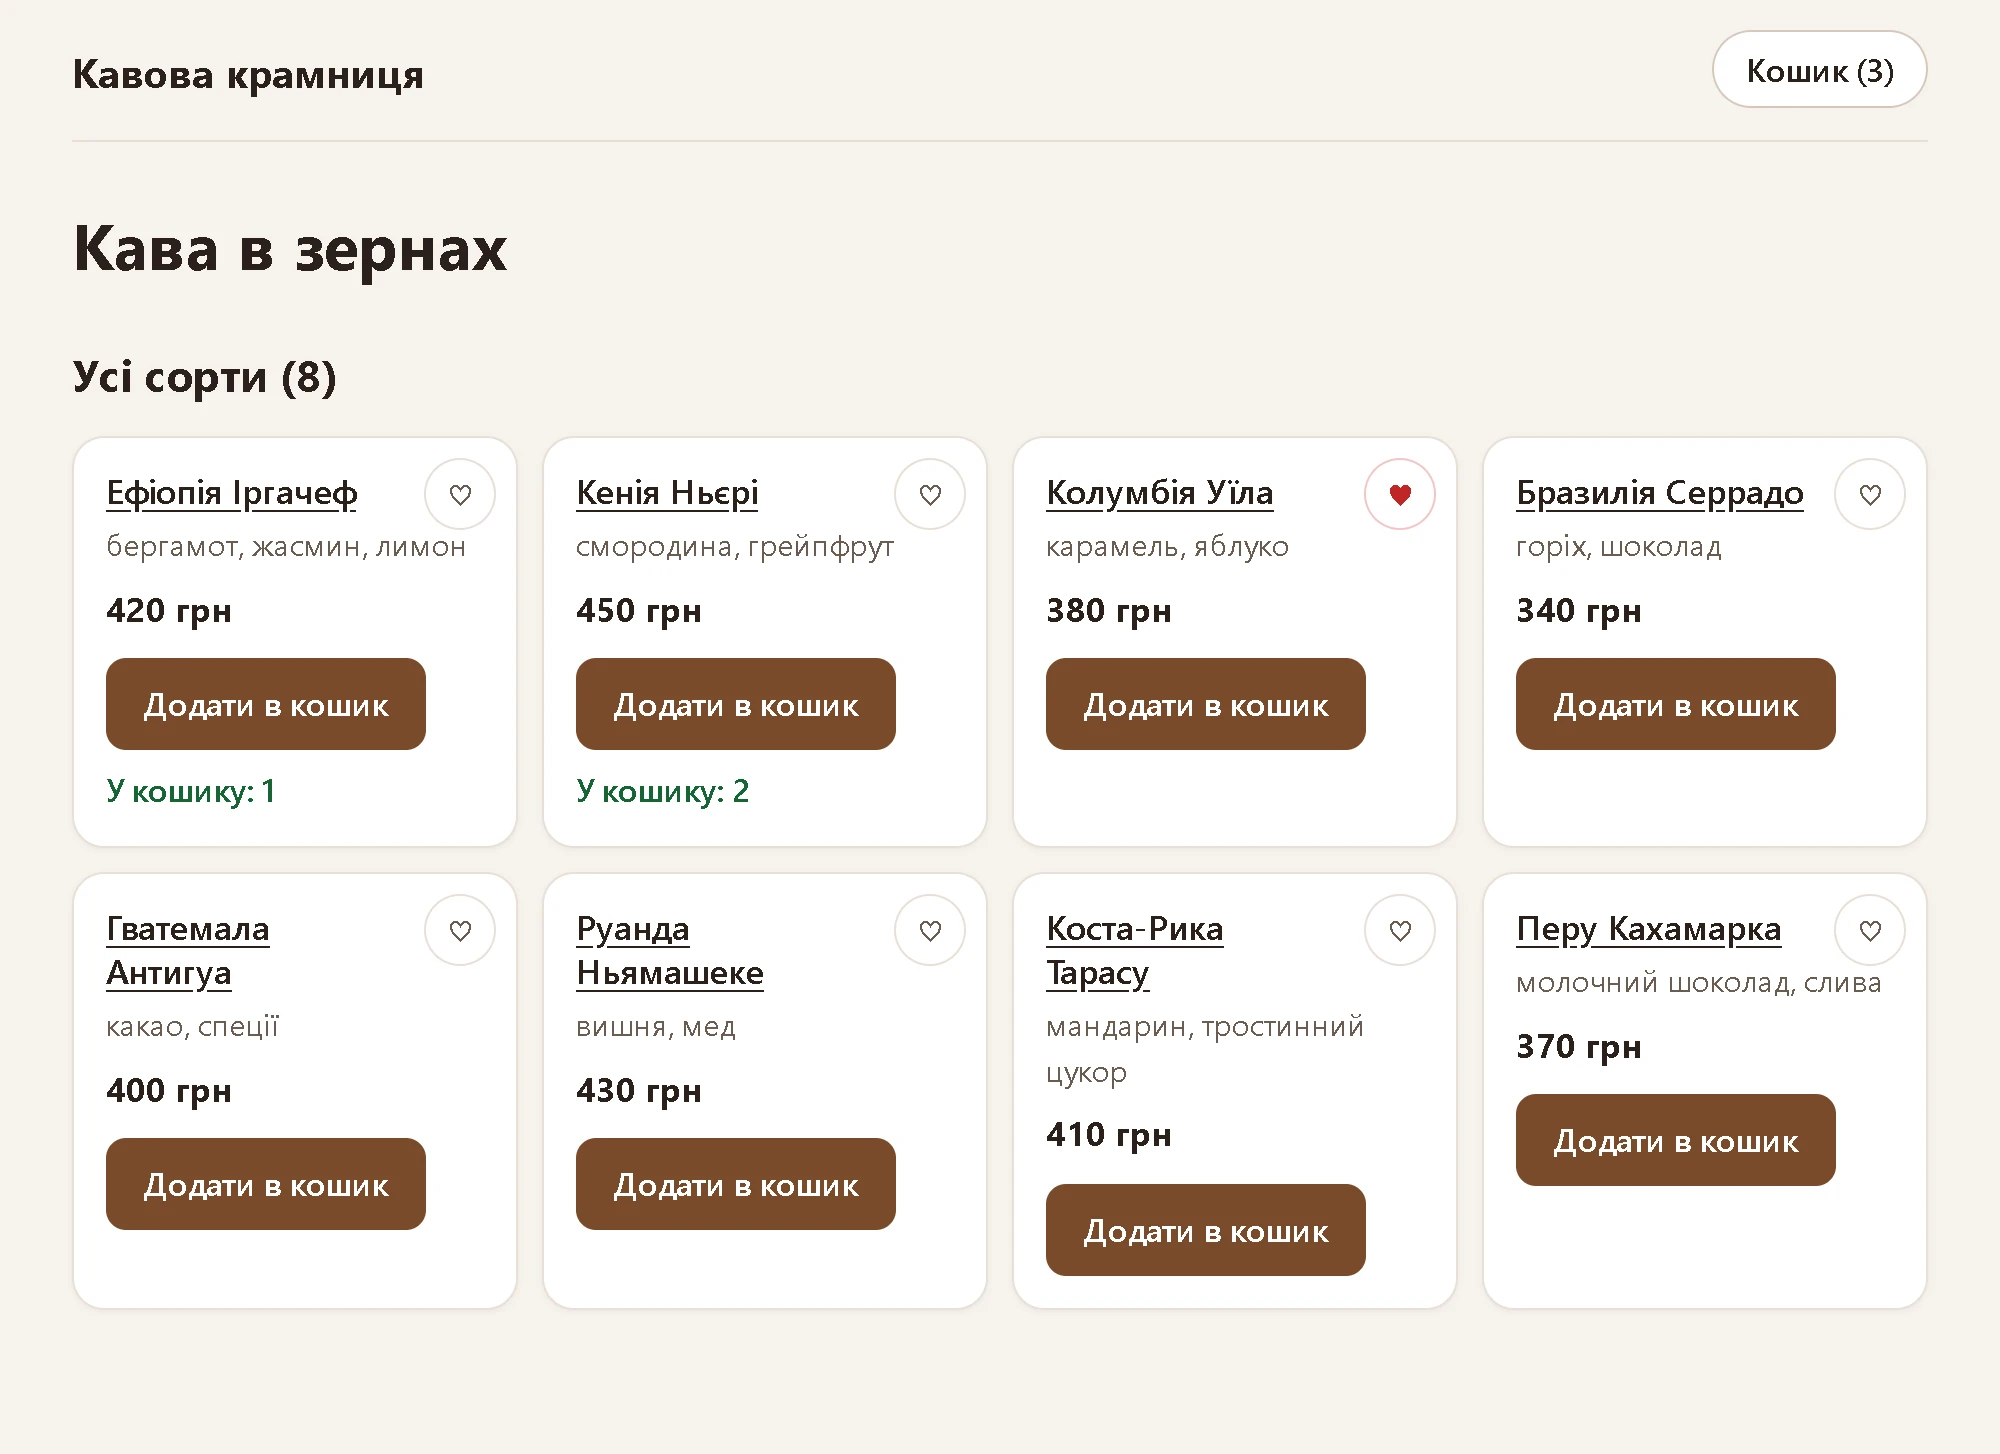 Кавова крамниця
Кошик (3)
Кава в зернах
Усі сорти (8)
Ефіопія Іргачеф
бергамот, жасмин, лимон
420 грн
Додати в кошик
У кошику: 1
Кенія Ньєрі
смородина, грейпфрут
450 грн
Додати в кошик
У кошику: 2
Колумбія Уїла
карамель, яблуко
380 грн
Додати в кошик
Бразилія Серрадо
горіх, шоколад
340 грн
Додати в кошик
Гватемала
Антигуа
какао, спеції
400 грн
Додати в кошик
Руанда
Ньямашеке
вишня, мед
430 грн
Додати в кошик
Коста-Рика
Тарасу
мандарин, тростинний
цукор
410 грн
Додати в кошик
Перу Кахамарка
молочний шоколад, слива
370 грн
Додати в кошик